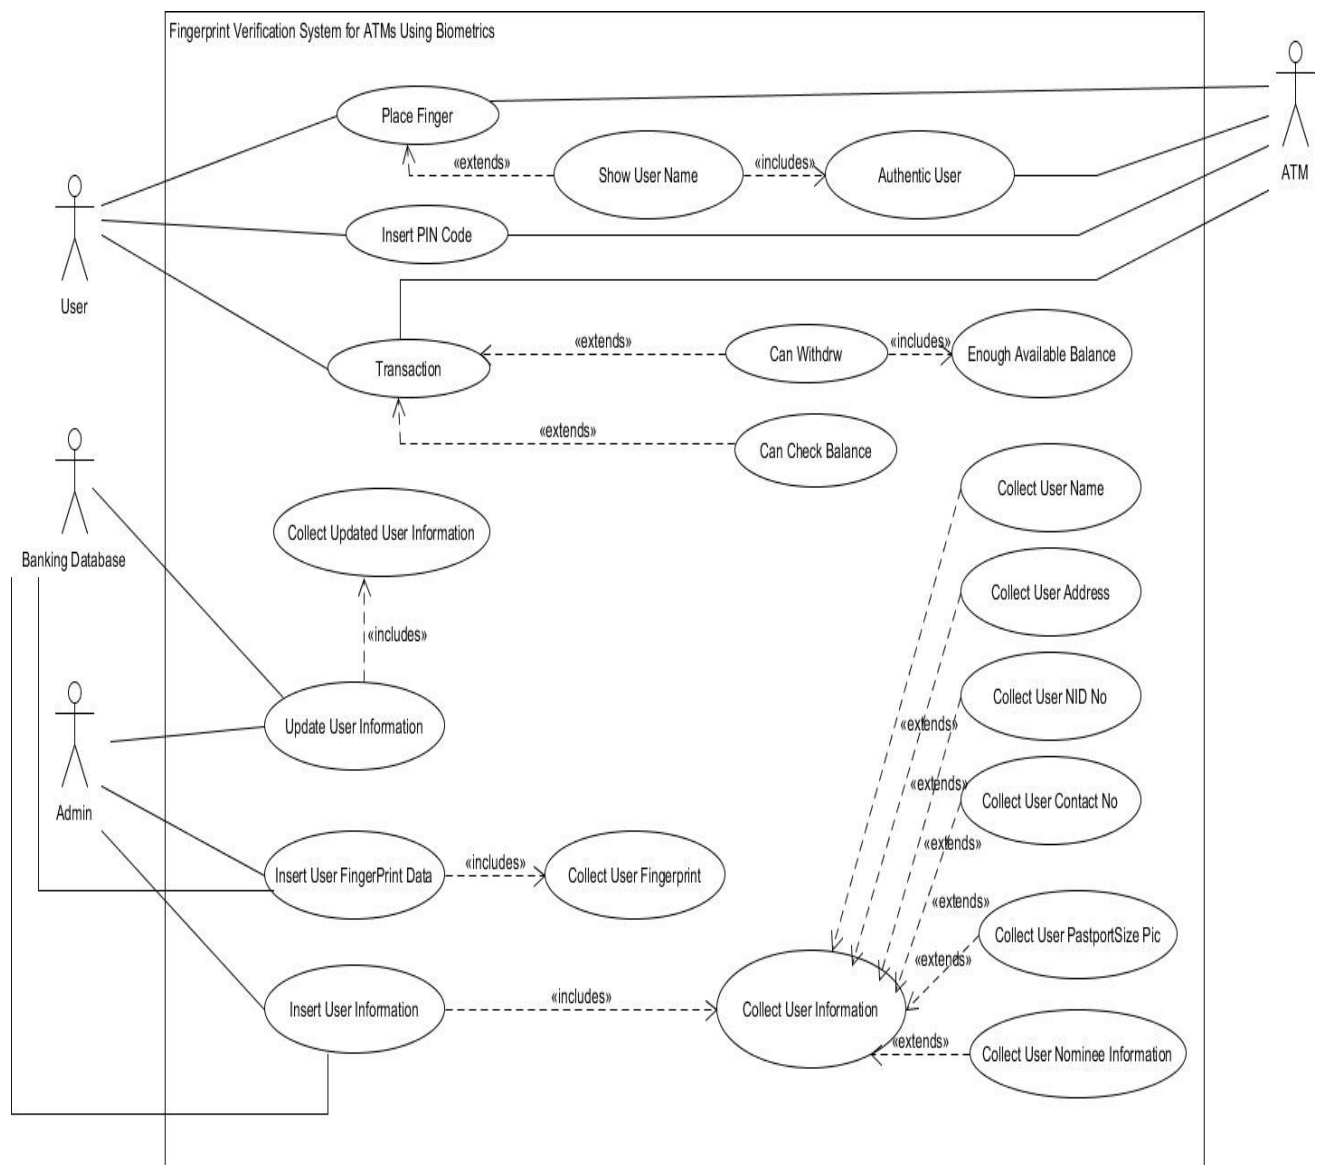 Fingerprint Verification System for ATMs Using Biometrics
Place Finger
«extends»
Show User Name
«includes»
Authentic User
ATM
Insert PIN Code
User
Transaction
«extends»
Can Withdrw
«includes»
Enough Available Balance
«extends»
Can Check Balance
Collect User Name
Banking Database
Collect Updated User Information
Collect User Address
«includes»
Collect User NID No
Update User Information
«extends»
«extends»
Collect User Contact No
Admin
«extends»
Insert User FingerPrint Data
«includes»
Collect User Fingerprint
«extends»
Collect User PastportSize Pic
«extends»
Insert User Information
«includes»
Collect User Information
«extends»
Collect User Nominee Information